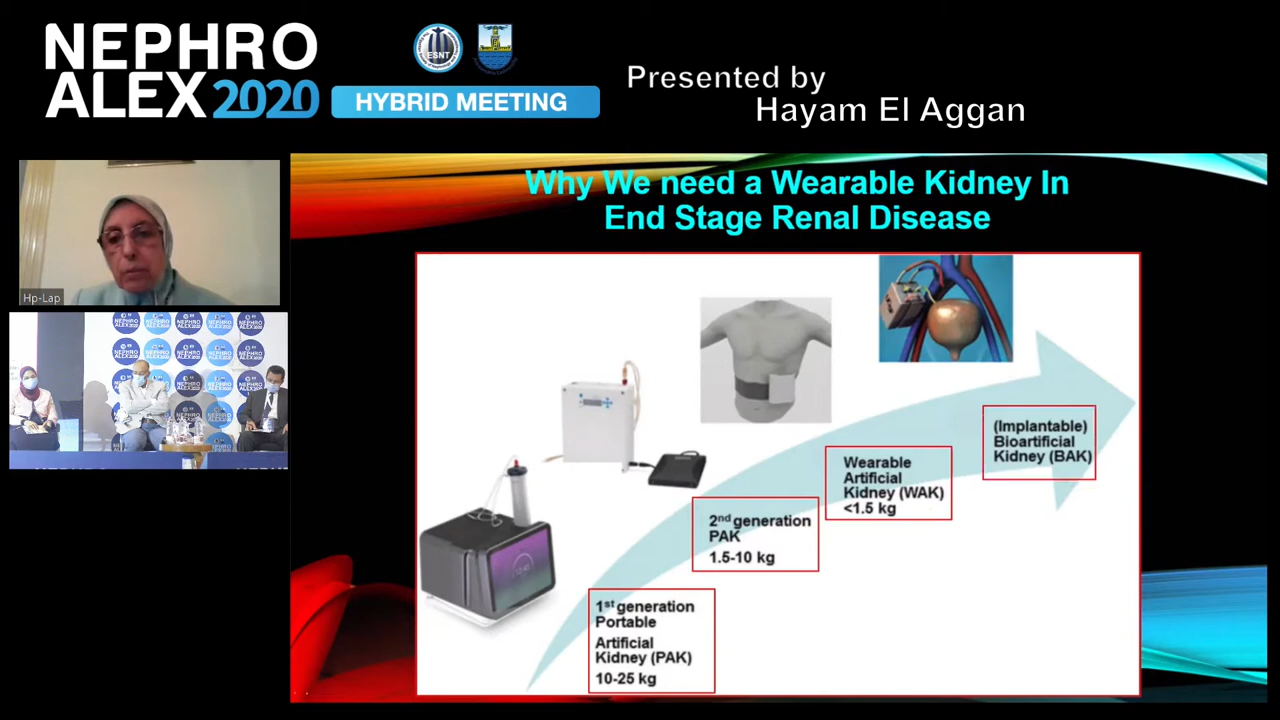 NEPHRO
ALEX2020
ESNT
HYBRID MEETING
Presented by
Hayam El Aggan
Hp-Lap
Why We need a Wearable Kidney In
End Stage Renal Disease
(Implantable)
Bioartificial
Kidney (BAK)
Wearable
Artificial
Kidney (WAK)
<1.5 kg
2nd generation
PAK
1.5-10 kg
1st generation
Portable
Artificial
Kidney (PAK)
10-25 kg